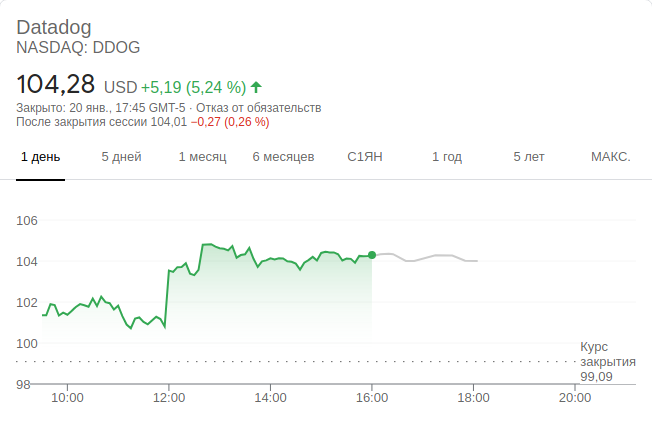 Datadog
NASDAQ: DDOG
104,28 USD +5,19 (5,24 %)
Закрыто: 20 янв., 17:45 GMT-5 · Отказ от обязательств
После закрытия сессии 104,01 −0,27 (0,26 %)
1 день 5 дней 1 месяц 6 месяцев С1ЯН 1 год 5 лет МАКС.
106
104
102
100
Курс
закрытия
99,09
98
10:00 12:00 14:00 16:00 18:00 20:00